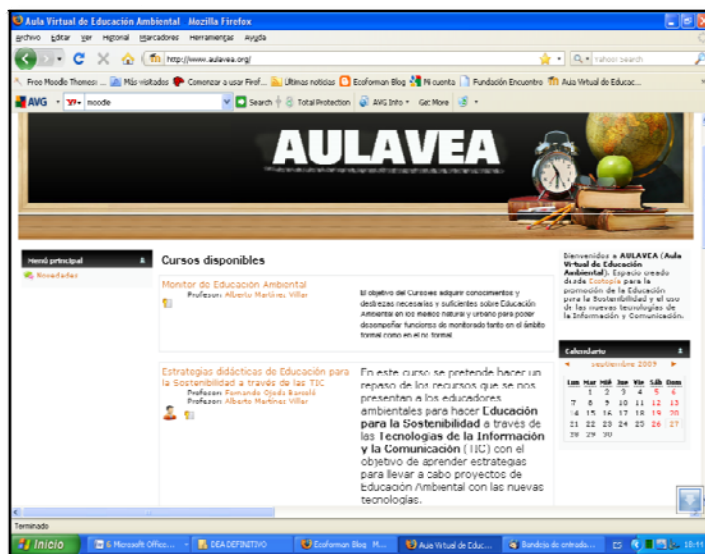 Aula Virtual de Educación Ambiental   Mozilla Firefox
Archivo Editar Ver Historial Marcadores Herramientas Ayuda
http://www.aulavea.org/
Yahoo! Search
Free Moodle Themes: ... Más visitados Comenzar a usar Firef... Últimas noticias Ecoforman Blog Mi cuenta Fundación Encuentro Aula Virtual de Educac...
AVG moodle Search Total Protection AVG Info Get More
AULAVEA
Menú principal
Novedades
Cursos disponibles
Monitor de Educación Ambiental
Profesor: Alberto Martínez Villar
El objetivo del Curso es adquirir conocimientos y
destrezas necesarias y suficientes sobre Educación
Ambiental en los medios natural y urbano para poder
desempeñar funciones de monitorado tanto en el ámbito
formal como en el no formal.
Estrategias didácticas de Educación para
la Sostenibilidad a través de las TIC
Profesor: Fernando Ojeda Barceló
Profesor: Alberto Martínez Villar
En este curso se pretende hacer un
repaso de los recursos que se nos
presentan a los educadores
ambientales para hacer Educación
para la Sostenibilidad a través de
las Tecnologías de la Información
y la Comunicación (TIC) con el
objetivo de aprender estrategias
para llevar a cabo proyectos de
Educación Ambiental con las nuevas
tecnologías.
Bienvenidos a AULAVEA (Aula
Virtual de Educación
Ambiental). Espacio creado
desde Ecotopía para la
promoción de la Educación
para la Sostenibilidad y el uso
de las nuevas tecnologías de
la Información y Comunicación.
Calendario
septiembre 2009
Lun Mar Mié Jue Vie Sáb Dom
1 2 3 4 5 6
7 8 9 10 11 12 13
14 15 16 17 18 19 20
21 22 23 24 25 26 27
28 29 30
Terminado
Inicio 6 Microsoft Office... DEA DEFINITIVO Ecoforman Blog M... Aula Virtual de Educ... Bandeja de entrada... ES 18:44